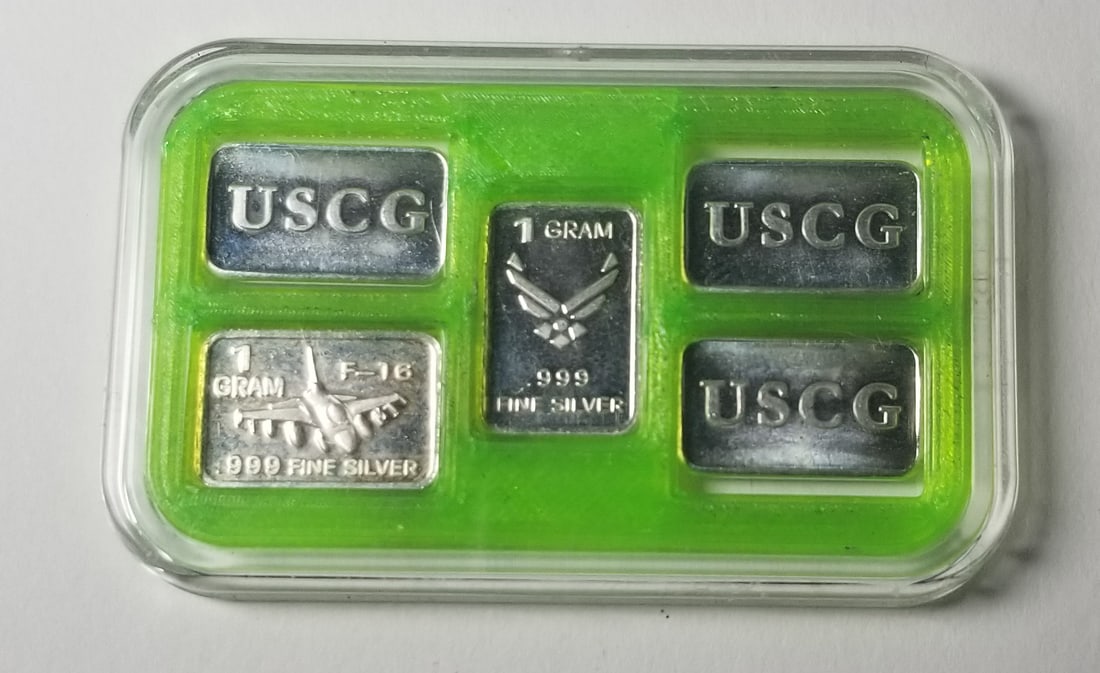 USCG
1
GRAM
F-16
.999 FINE SILVER
1 GRAM
.999
FINE SILVER
USCG
USCG